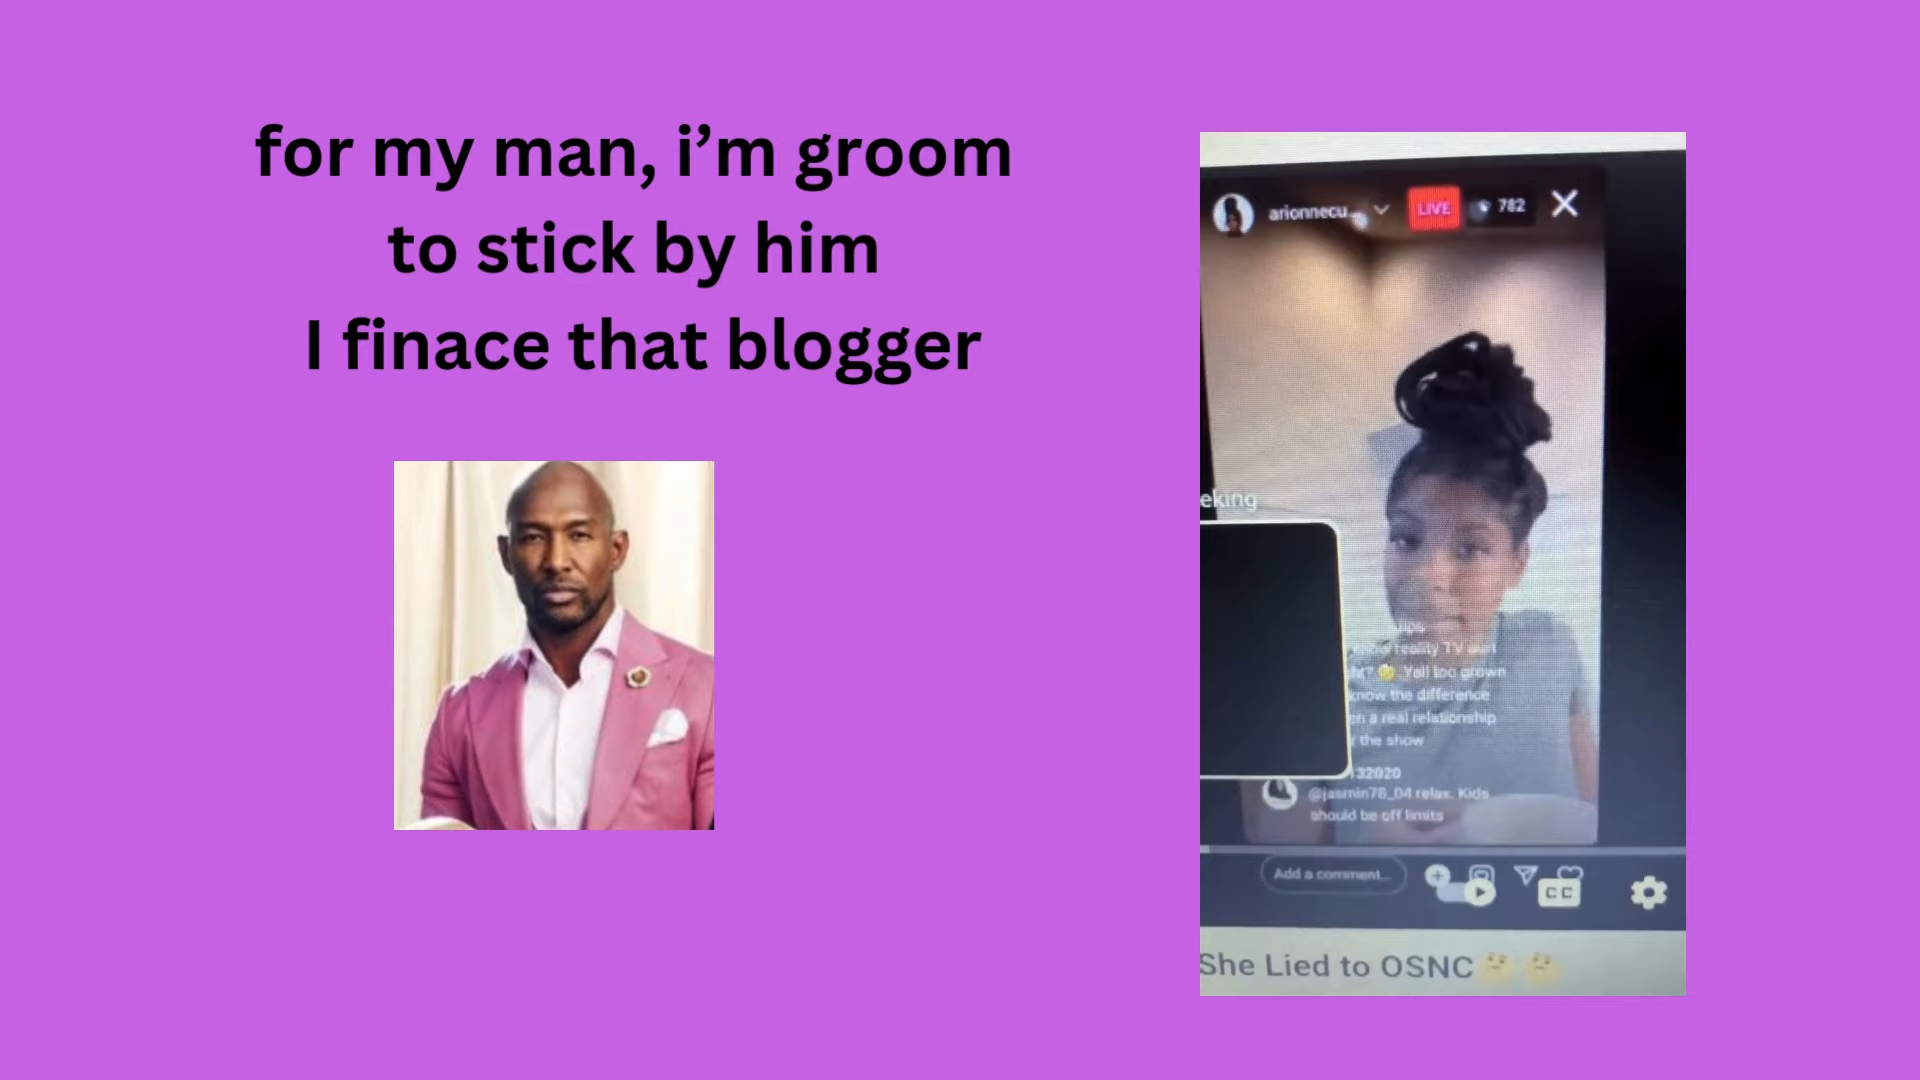 for my man, i’m groom
to stick by him
I finace that blogger
arionnecu...
LIVE
782
eking
know reality TV
Yall too grown
know the difference
a real relationship
the show
132020
@jasmin78_04 relax. Kids
should be off limits
Add a comment...
CC
She Lied to OSNC🤔 🤔